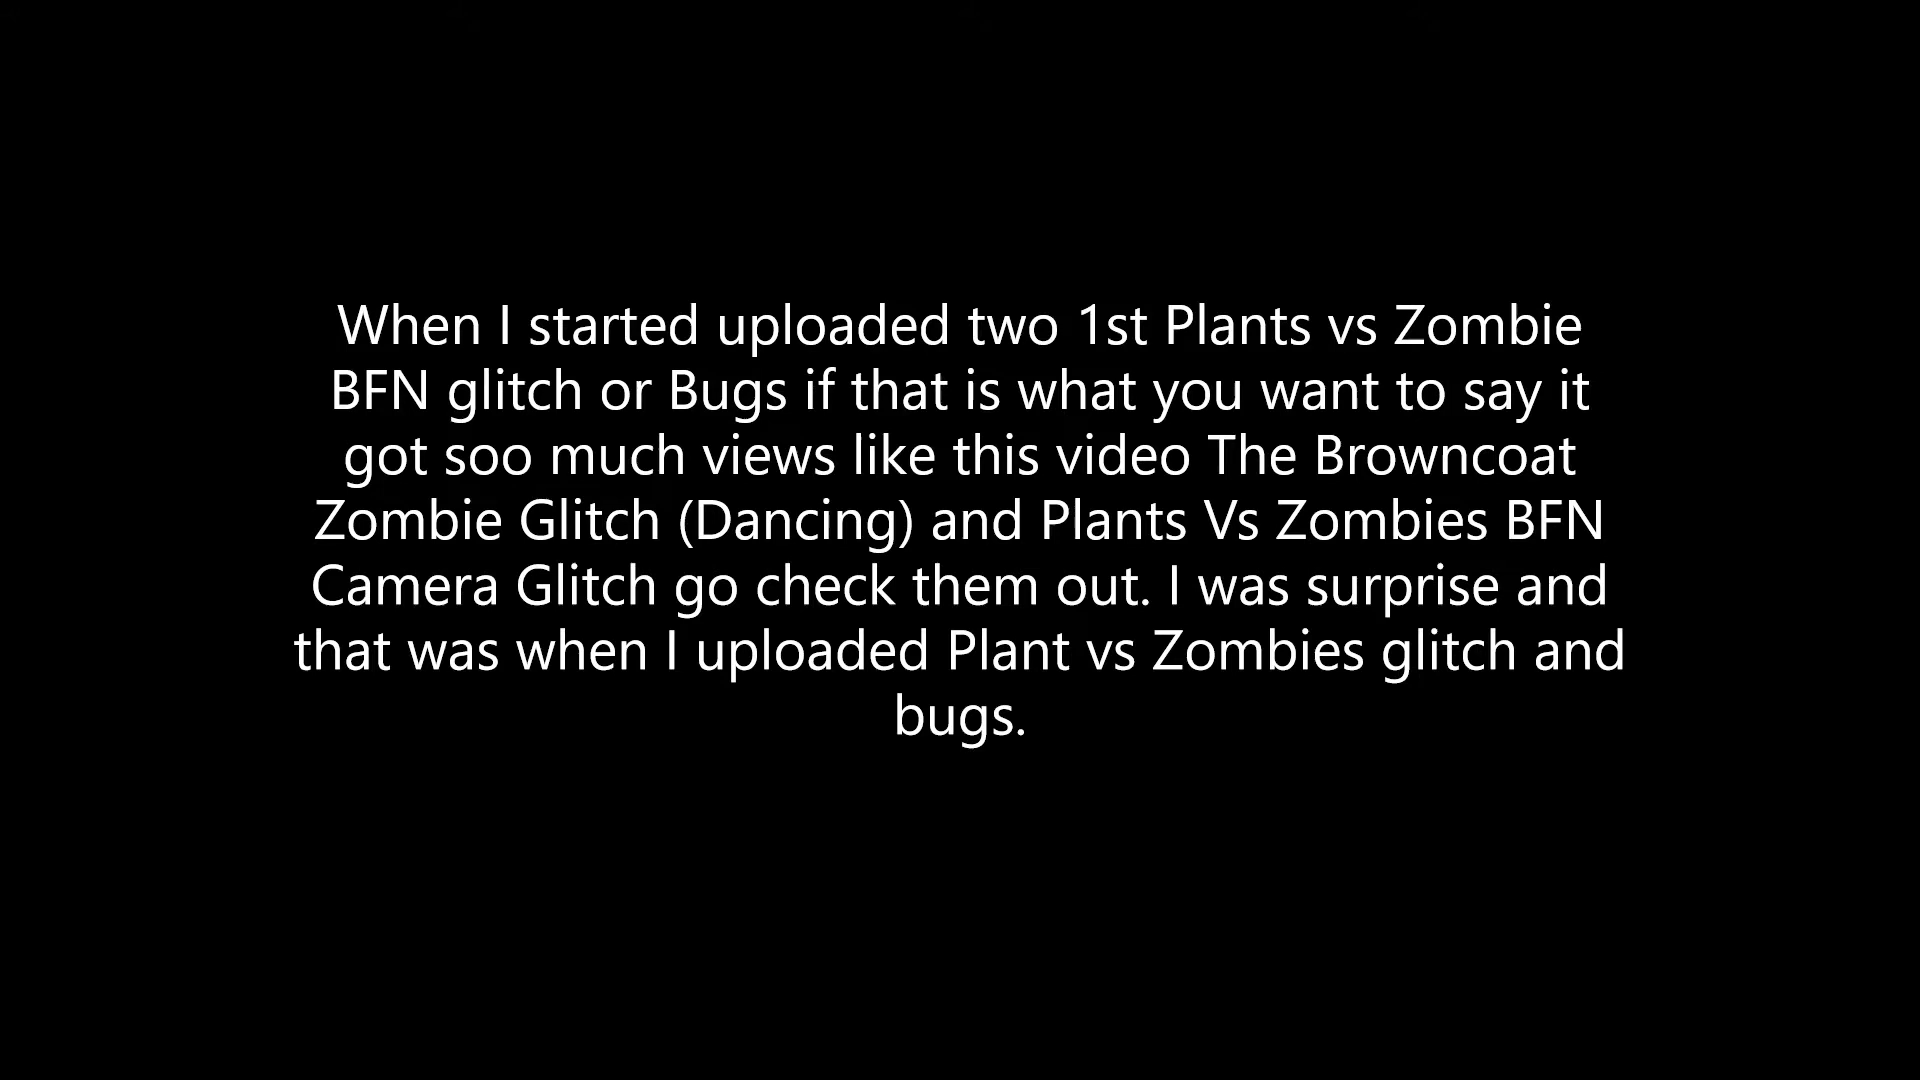 When I started uploaded two 1st Plants vs Zombie
BFN glitch or Bugs if that is what you want to say it
got soo much views like this video The Browncoat
Zombie Glitch (Dancing) and Plants Vs Zombies BFN
Camera Glitch go check them out. I was surprise and
that was when I uploaded Plant vs Zombies glitch and
bugs.